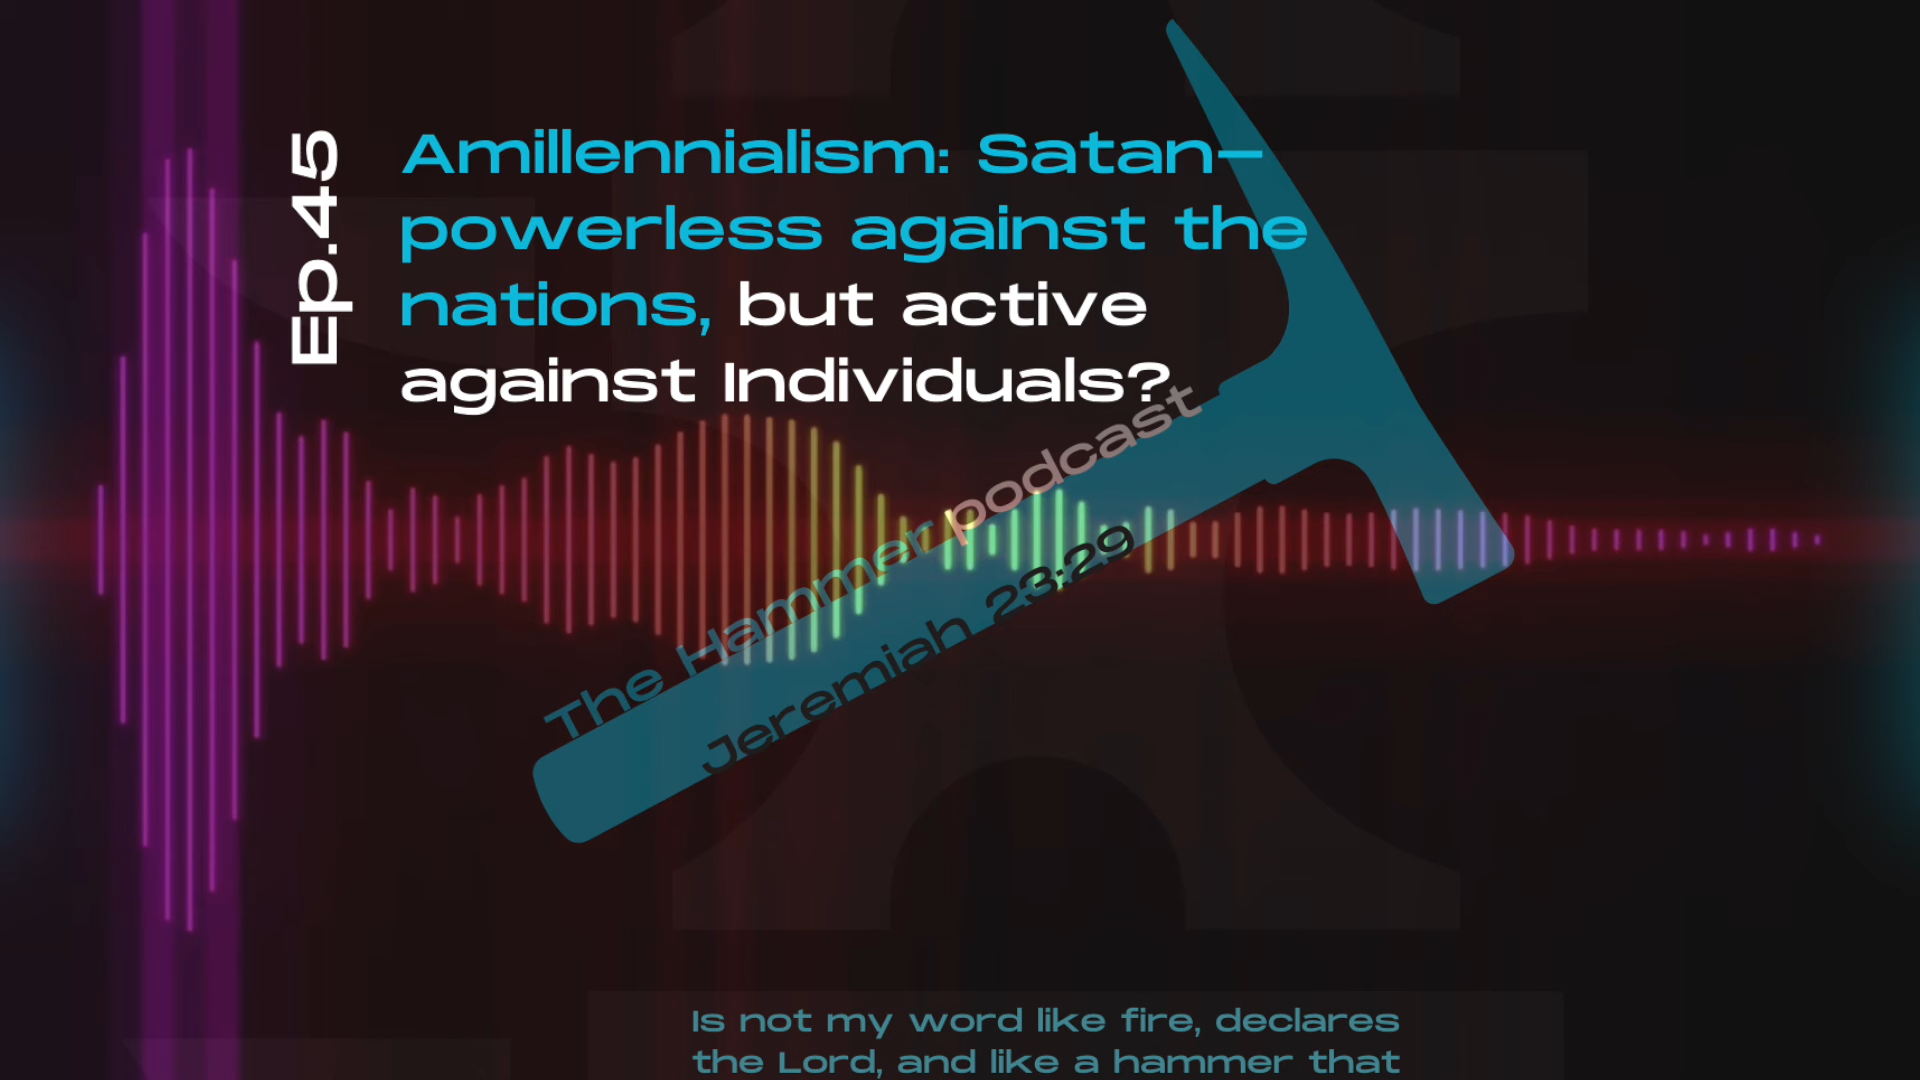 Ep.45
Amillennialism: Satan—
powerless against the
nations, but active
against Individuals?
The Hammer podcast
Jeremiah 23:29
Is not my word like fire, declares
the Lord, and like a hammer that